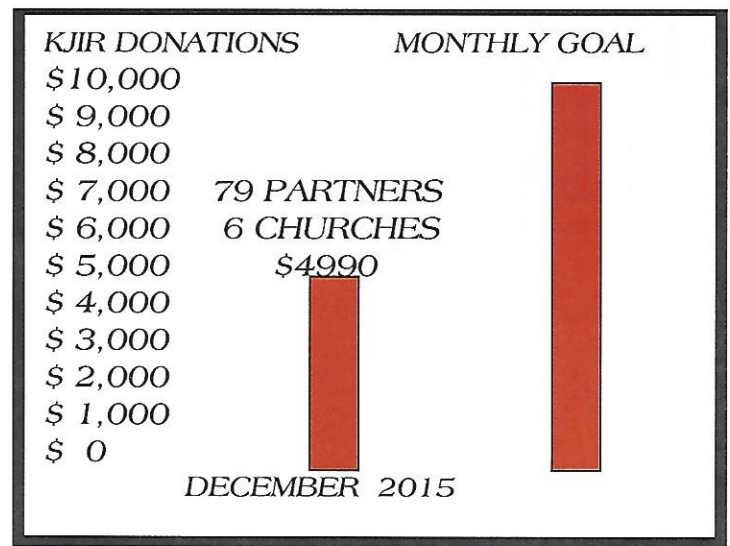 KJIR DONATIONS MONTHLY GOAL
$10,000
$ 9,000
$ 8,000
$ 7,000 79 PARTNERS
$ 6,000 6 CHURCHES
$ 5,000 $4990
$ 4,000
$ 3,000
$ 2,000
$ 1,000
$ 0
DECEMBER 2015